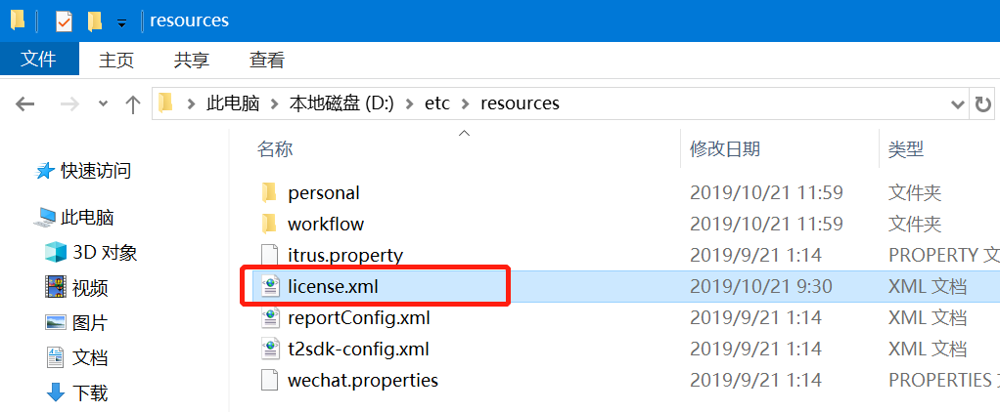 resources
文件 主页 共享 查看
此电脑 本地磁盘 (D:) etc resources
名称 修改日期 类型
快速访问
此电脑
3D 对象
视频
图片
文档
下载
personal 2019/10/21 11:59 文件夹
workflow 2019/10/21 11:59 文件夹
itrus.property 2019/9/21 1:14 PROPERTY 文
license.xml 2019/10/21 9:30 XML 文档
reportConfig.xml 2019/9/21 1:14 XML 文档
t2sdk-config.xml 2019/9/21 1:14 XML 文档
wechat.properties 2019/9/21 1:14 PROPERTIES